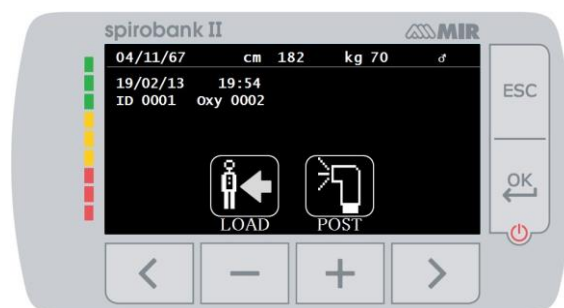 spirobank II MIR
04/11/67 cm 182 kg 70 ♂
19/02/13 19:54
ID 0001 Oxy 0002
ESC
OK
LOAD POST
< − + >